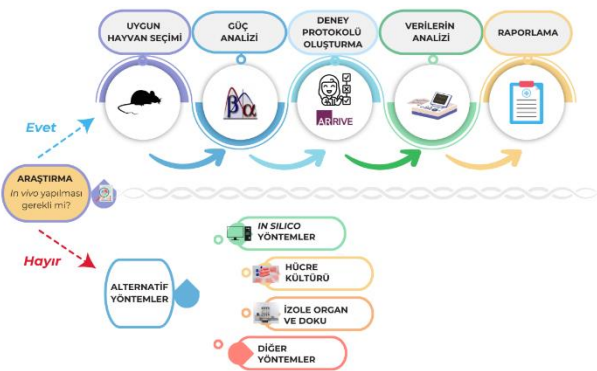 UYGUN
HAYVAN SEÇİMİ
GÜÇ
ANALİZİ
DENEY
PROTOKOLÜ
OLUŞTURMA
VERİLERİN
ANALİZİ
RAPORLAMA
β α
ARRIVE
Evet
ARAŞTIRMA
In vivo yapılması
gerekli mi?
Hayır
ALTERNATİF
YÖNTEMLER
IN SILICO
YÖNTEMLER
HÜCRE
KÜLTÜRÜ
İZOLE ORGAN
VE DOKU
DİĞER
YÖNTEMLER